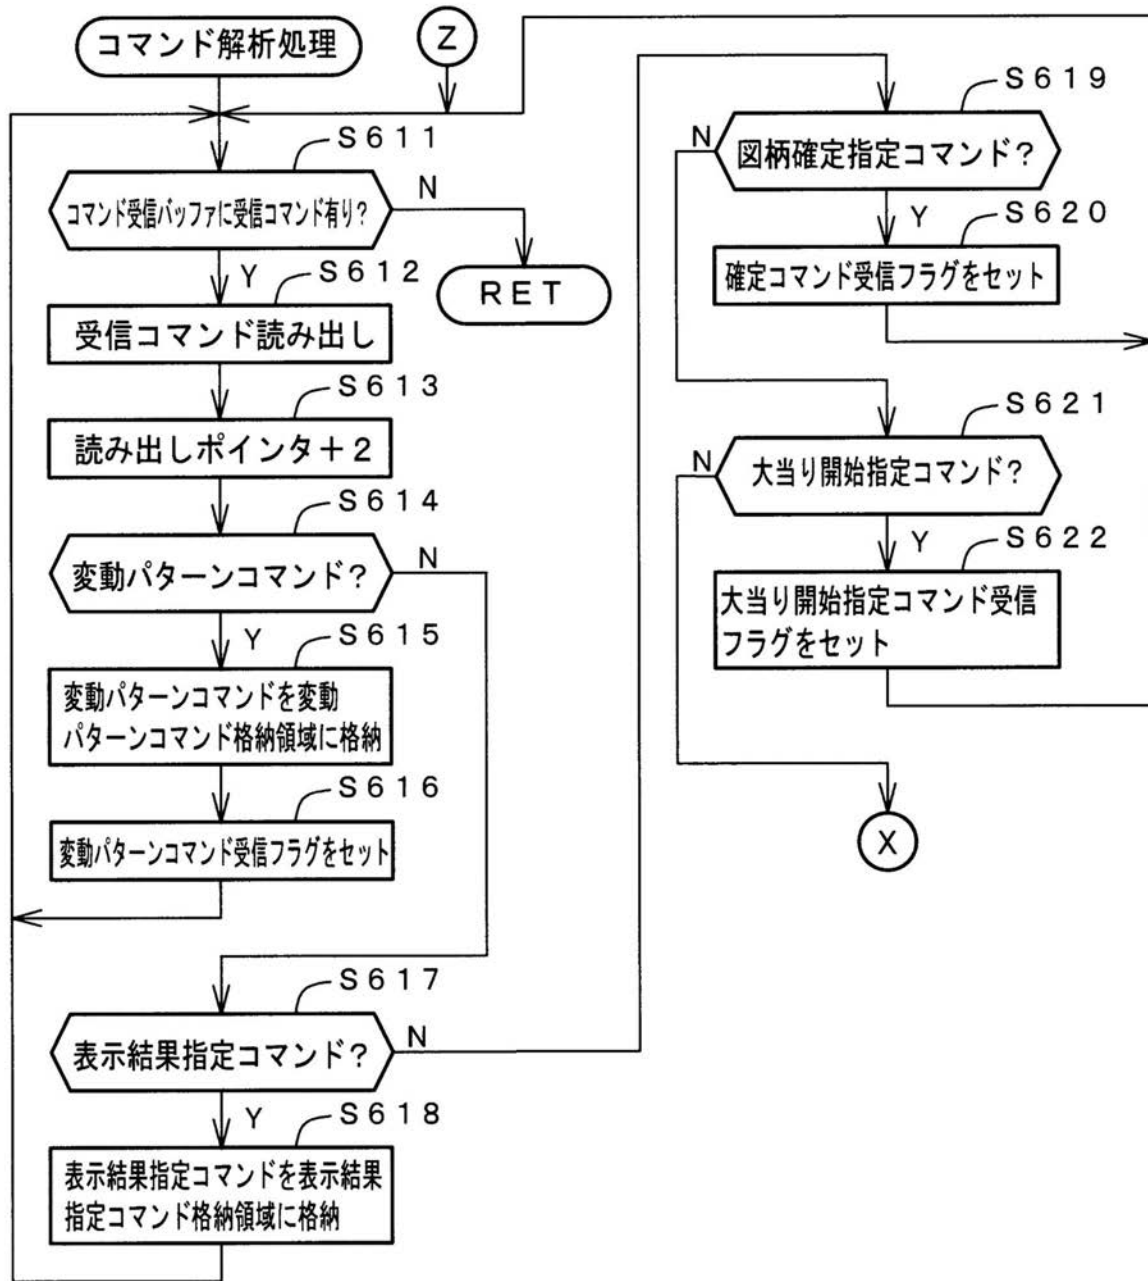 コマンド解析処理
Z
S611
コマンド受信バッファに受信コマンド有り?
N
Y
S612
RET
受信コマンド読み出し
S613
読み出しポインタ+2
S614
変動パターンコマンド?
N
Y
S615
変動パターンコマンドを変動
パターンコマンド格納領域に格納
S616
変動パターンコマンド受信フラグをセット
S617
表示結果指定コマンド?
N
Y
S618
表示結果指定コマンドを表示結果
指定コマンド格納領域に格納
S619
N
図柄確定指定コマンド?
Y
S620
確定コマンド受信フラグをセット
S621
N
大当り開始指定コマンド?
Y
S622
大当り開始指定コマンド受信
フラグをセット
X